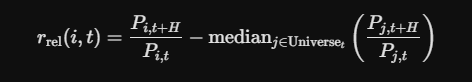 r_rel(i, t) = P_{i,t+H} / P_{i,t} − median_{j∈Universe_t} ( P_{j,t+H} / P_{j,t} )